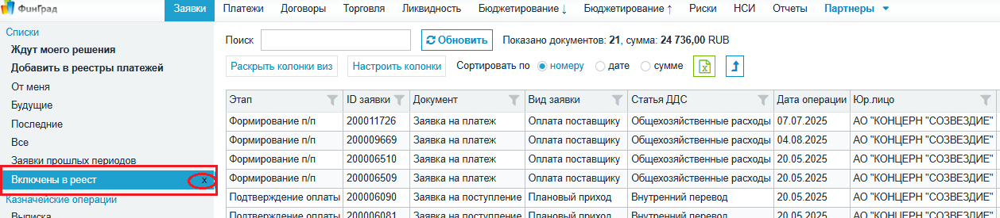 ФинГрад
Заявки Платежи Договоры Торговля Ликвидность Бюджетирование ↓ Бюджетирование ↑ Риски НСИ Отчеты Партнеры
Списки
Ждут моего решения
Добавить в реестры платежей
От меня
Будущие
Последние
Все
Заявки прошлых периодов
Включены в реест x
Казначейские операции
Выписка
Поиск Обновить Показано документов: 21, сумма: 24 736,00 RUB
Раскрыть колонки виз Настроить колонки Сортировать по номеру дате сумме
Этап ID заявки Документ Вид заявки Статья ДДС Дата операции Юр.лицо
Формирование п/п 200011726 Заявка на платеж Оплата поставщику Общехозяйственные расходы 07.07.2025 АО "КОНЦЕРН "СОЗВЕЗДИЕ"
Формирование п/п 200009669 Заявка на платеж Оплата поставщику Общехозяйственные расходы 04.08.2025 АО "КОНЦЕРН "СОЗВЕЗДИЕ"
Формирование п/п 200006510 Заявка на платеж Оплата поставщику Общехозяйственные расходы 20.05.2025 АО "КОНЦЕРН "СОЗВЕЗДИЕ"
Формирование п/п 200006509 Заявка на платеж Оплата поставщику Общехозяйственные расходы 20.05.2025 АО "КОНЦЕРН "СОЗВЕЗДИЕ"
Подтверждение оплаты 200006090 Заявка на поступление Плановый приход Внутренний перевод 20.05.2025 АО "КОНЦЕРН "СОЗВЕЗДИЕ"
Подтверждение оплаты 200006081 Заявка на поступление Плановый приход Внутренний перевод 20.05.2025 АО "КОНЦЕРН "СОЗВЕЗДИЕ"